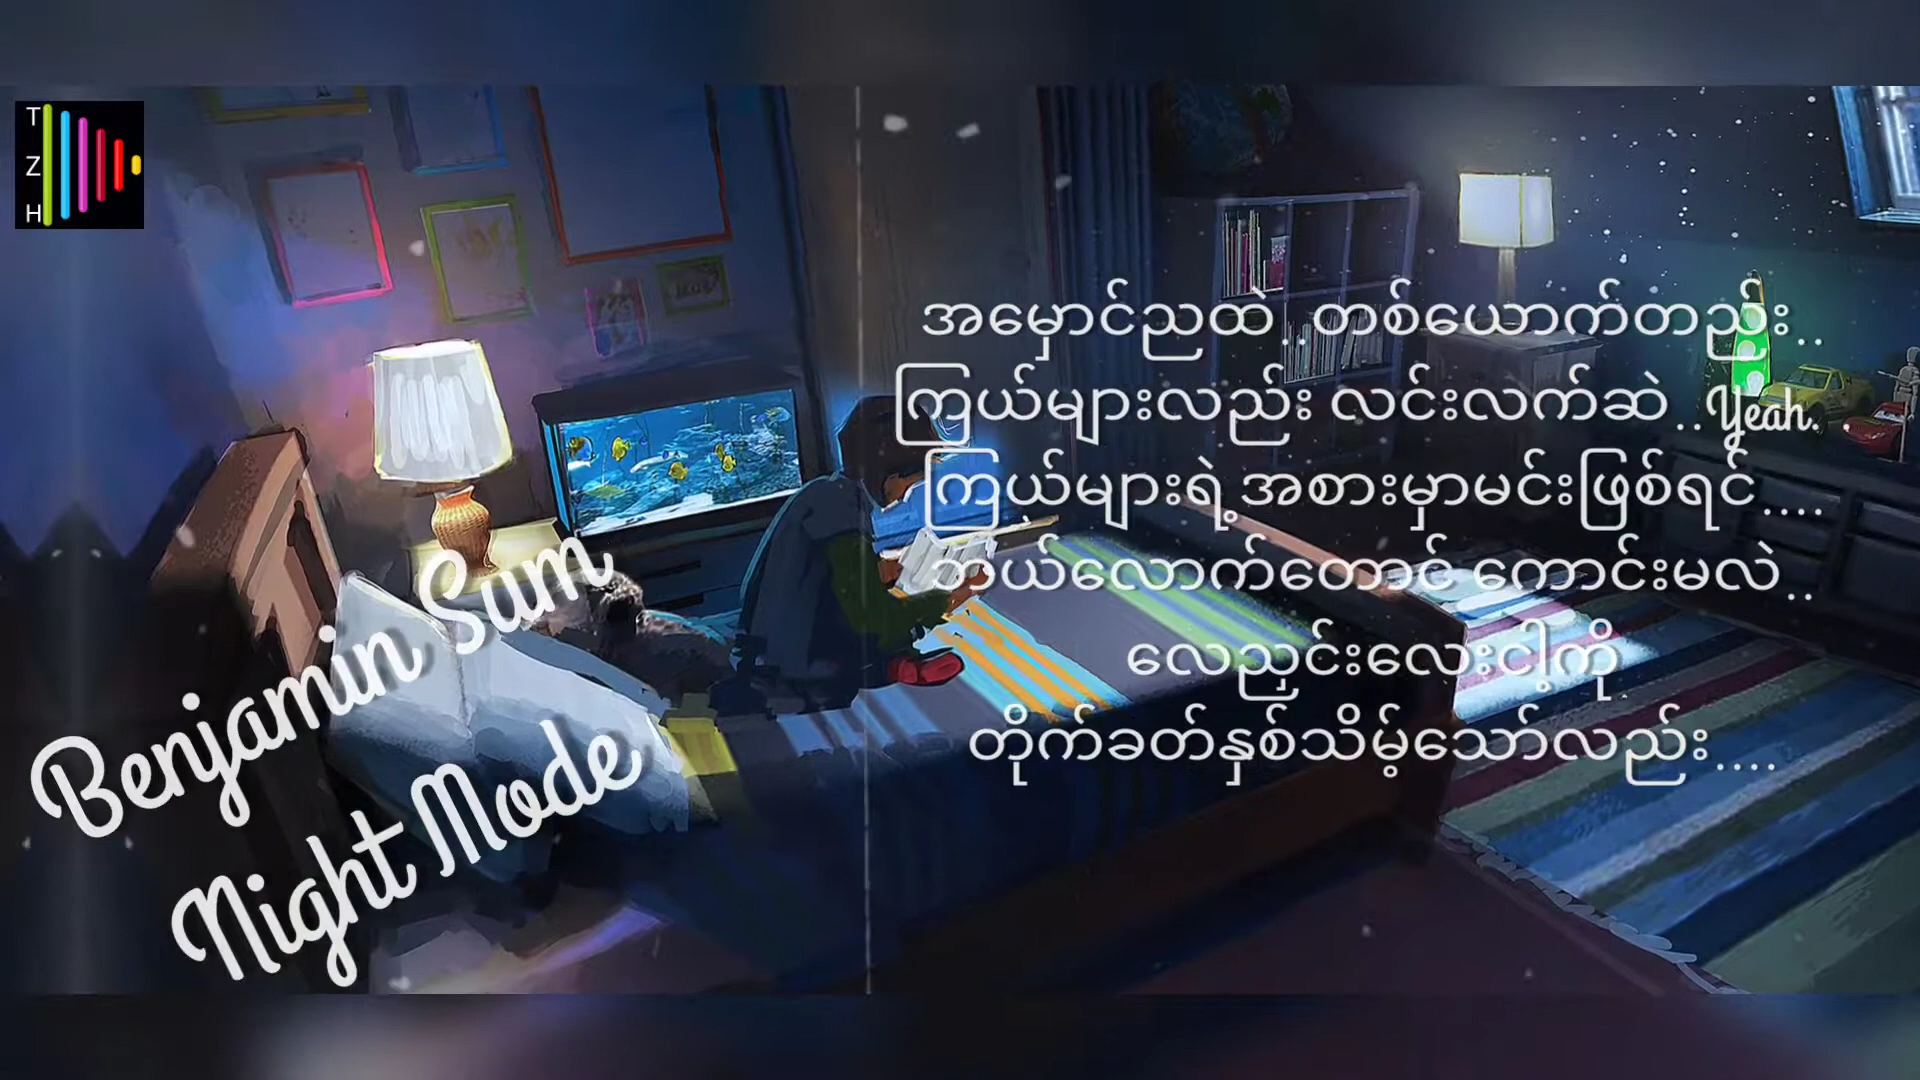 T
Z
H
အမှောင်ညထဲ .. တစ်ယောက်တည်း..
ကြယ်များလည်း လင်းလက်ဆဲ ..Yeah. .
ကြယ်များရဲ့အစားမှာမင်းဖြစ်ရင်....
ဘယ်လောက်တောင် ကောင်းမလဲ..
လေညှင်းလေးငါ့ကို
တိုက်ခတ်နှစ်သိမ့်သော်လည်း....
Benjamin Sum
Night Mode